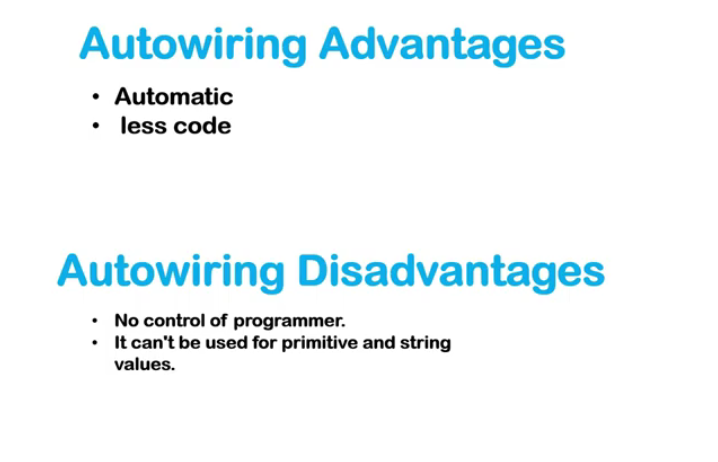 Autowiring Advantages
• Automatic
• less code
Autowiring Disadvantages
• No control of programmer.
• It can't be used for primitive and string
values.